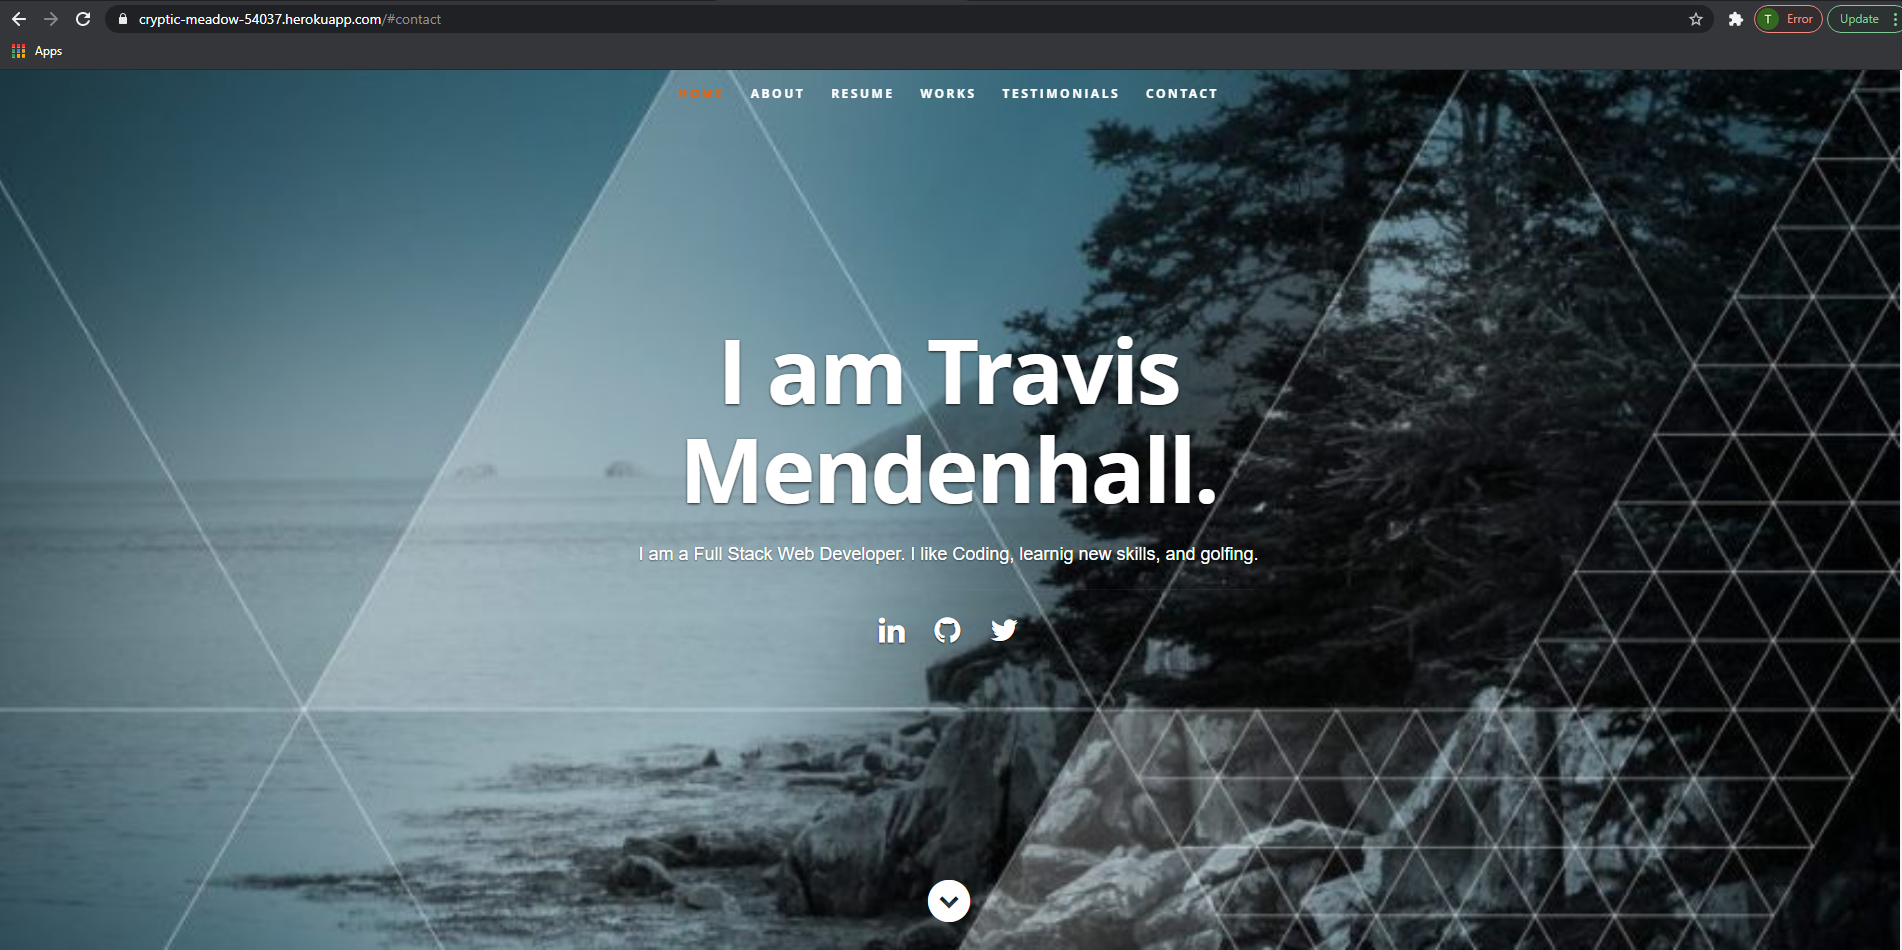 cryptic-meadow-54037.herokuapp.com/#contact
T Error Update
Apps
HOME ABOUT RESUME WORKS TESTIMONIALS CONTACT
I am Travis
Mendenhall.
I am a Full Stack Web Developer. I like Coding, learnig new skills, and golfing.
in